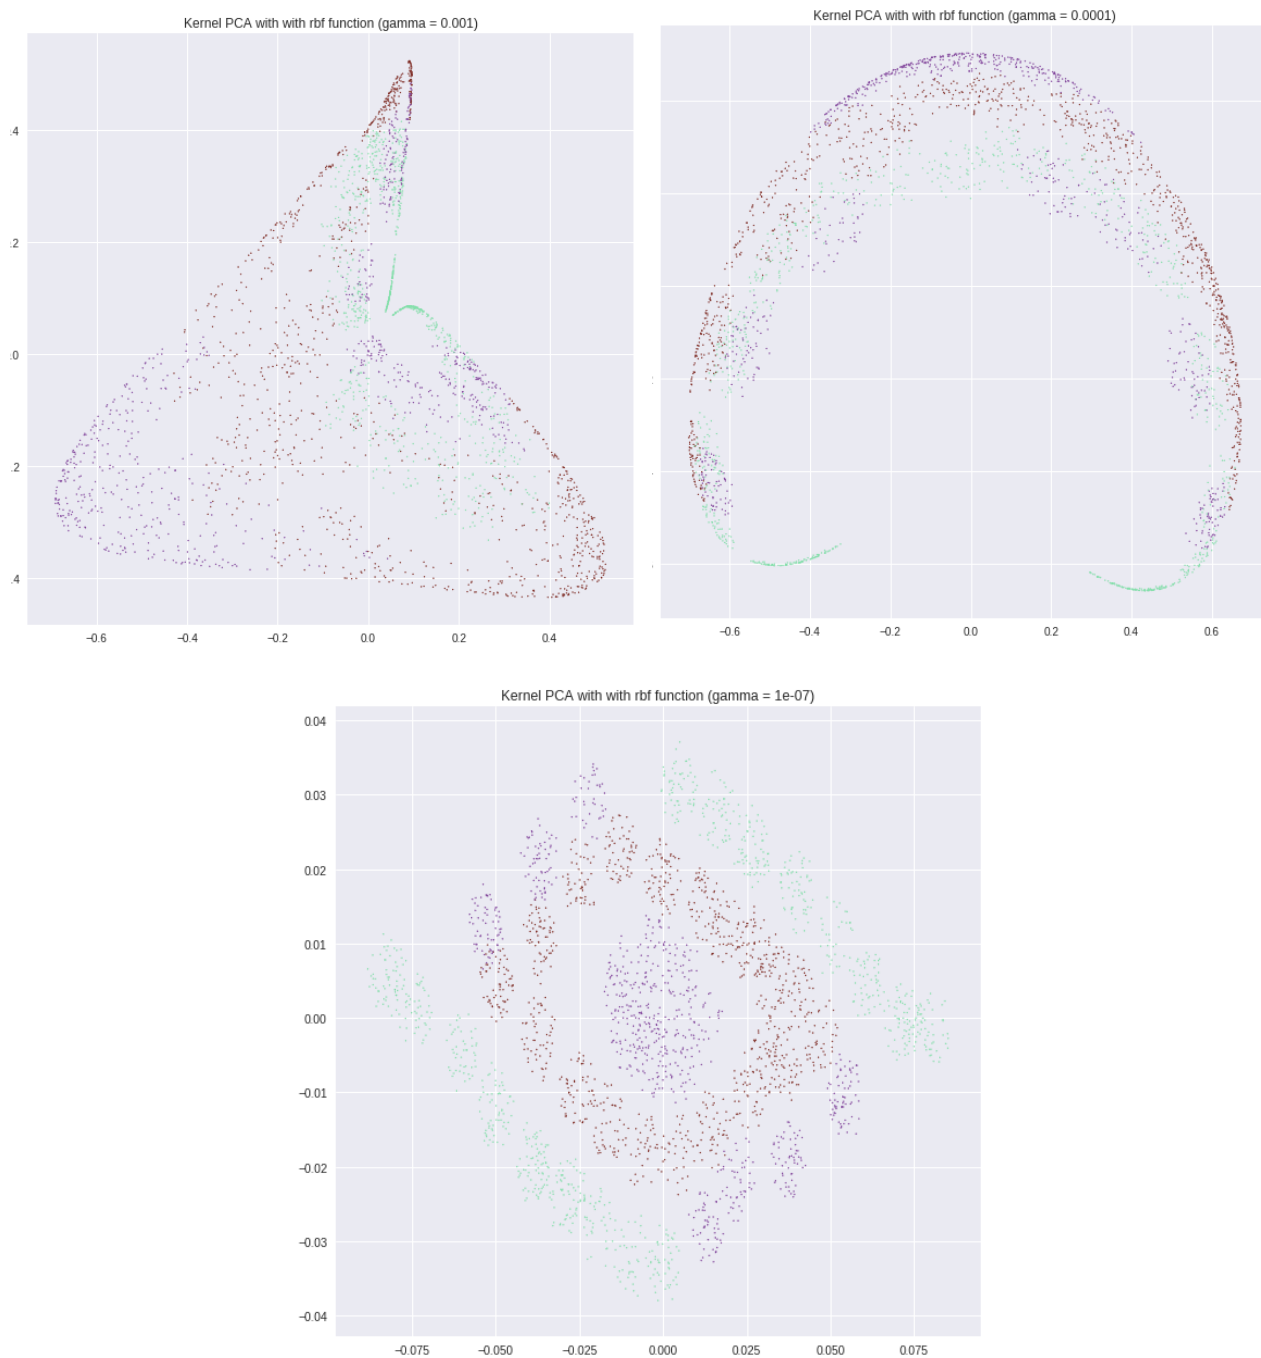 Kernel PCA with with rbf function (gamma = 0.001)
.4
.2
.0
.2
.4
−0.6 −0.4 −0.2 0.0 0.2 0.4
Kernel PCA with with rbf function (gamma = 0.0001)
−0.6 −0.4 −0.2 0.0 0.2 0.4 0.6
Kernel PCA with with rbf function (gamma = 1e-07)
0.04
0.03
0.02
0.01
0.00
−0.01
−0.02
−0.03
−0.04
−0.075 −0.050 −0.025 0.000 0.025 0.050 0.075